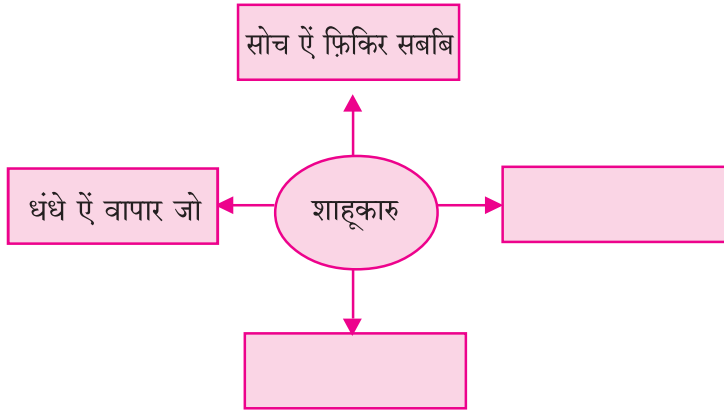 सोच ऐं फ़िकिर सबबि
धंधे ऐं वापार जो
शाहूकारु